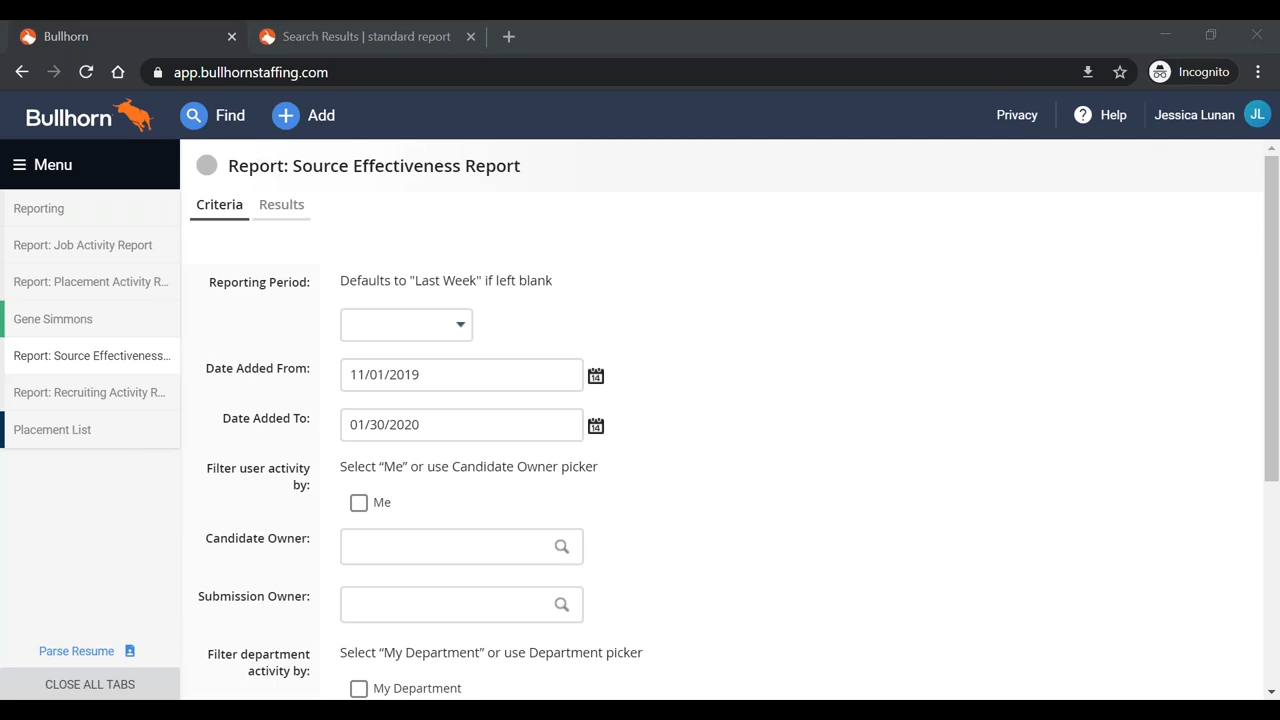 Bullhorn
Search Results | standard report
app.bullhornstaffing.com
Incognito
Bullhorn
Find
Add
Privacy
Help
Jessica Lunan
JL
Menu
Reporting
Report: Job Activity Report
Report: Placement Activity R...
Gene Simmons
Report: Source Effectiveness...
Report: Recruiting Activity R...
Placement List
Parse Resume
CLOSE ALL TABS
Report: Source Effectiveness Report
Criteria
Results
Reporting Period:
Defaults to "Last Week" if left blank
Date Added From:
11/01/2019
14
Date Added To:
01/30/2020
14
Filter user activity
by:
Select “Me” or use Candidate Owner picker
Me
Candidate Owner:
Submission Owner:
Filter department
activity by:
Select “My Department” or use Department picker
My Department